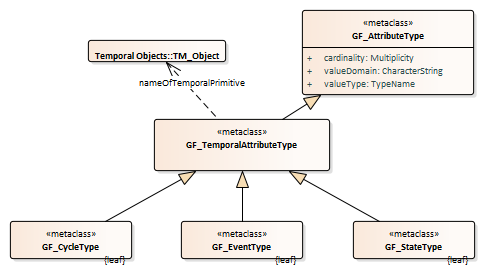 «metaclass»
GF_AttributeType
+ cardinality: Multiplicity
+ valueDomain: CharacterString
+ valueType: TypeName
Temporal Objects::TM_Object
nameOfTemporalPrimitive
«metaclass»
GF_TemporalAttributeType
«metaclass»
GF_CycleType
{leaf}
«metaclass»
GF_EventType
{leaf}
«metaclass»
GF_StateType
{leaf}